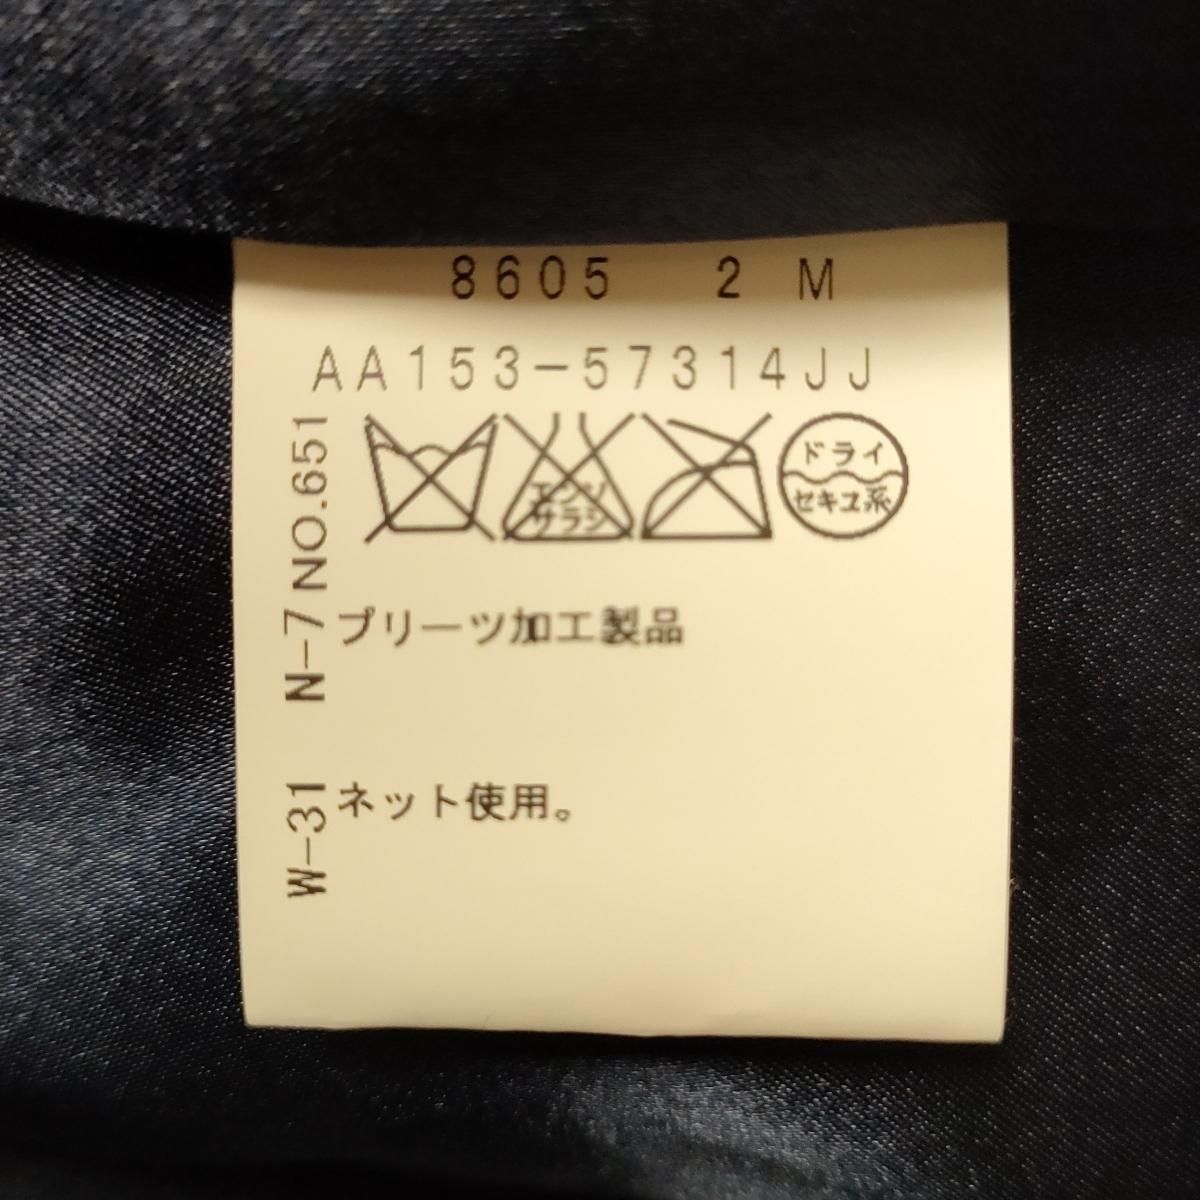 8605 2 M
AA153-57314JJ
エンソ
サラシ
ドライ
セキユ系
NO.651
N-7
プリーツ加工製品
W-31
ネット使用。